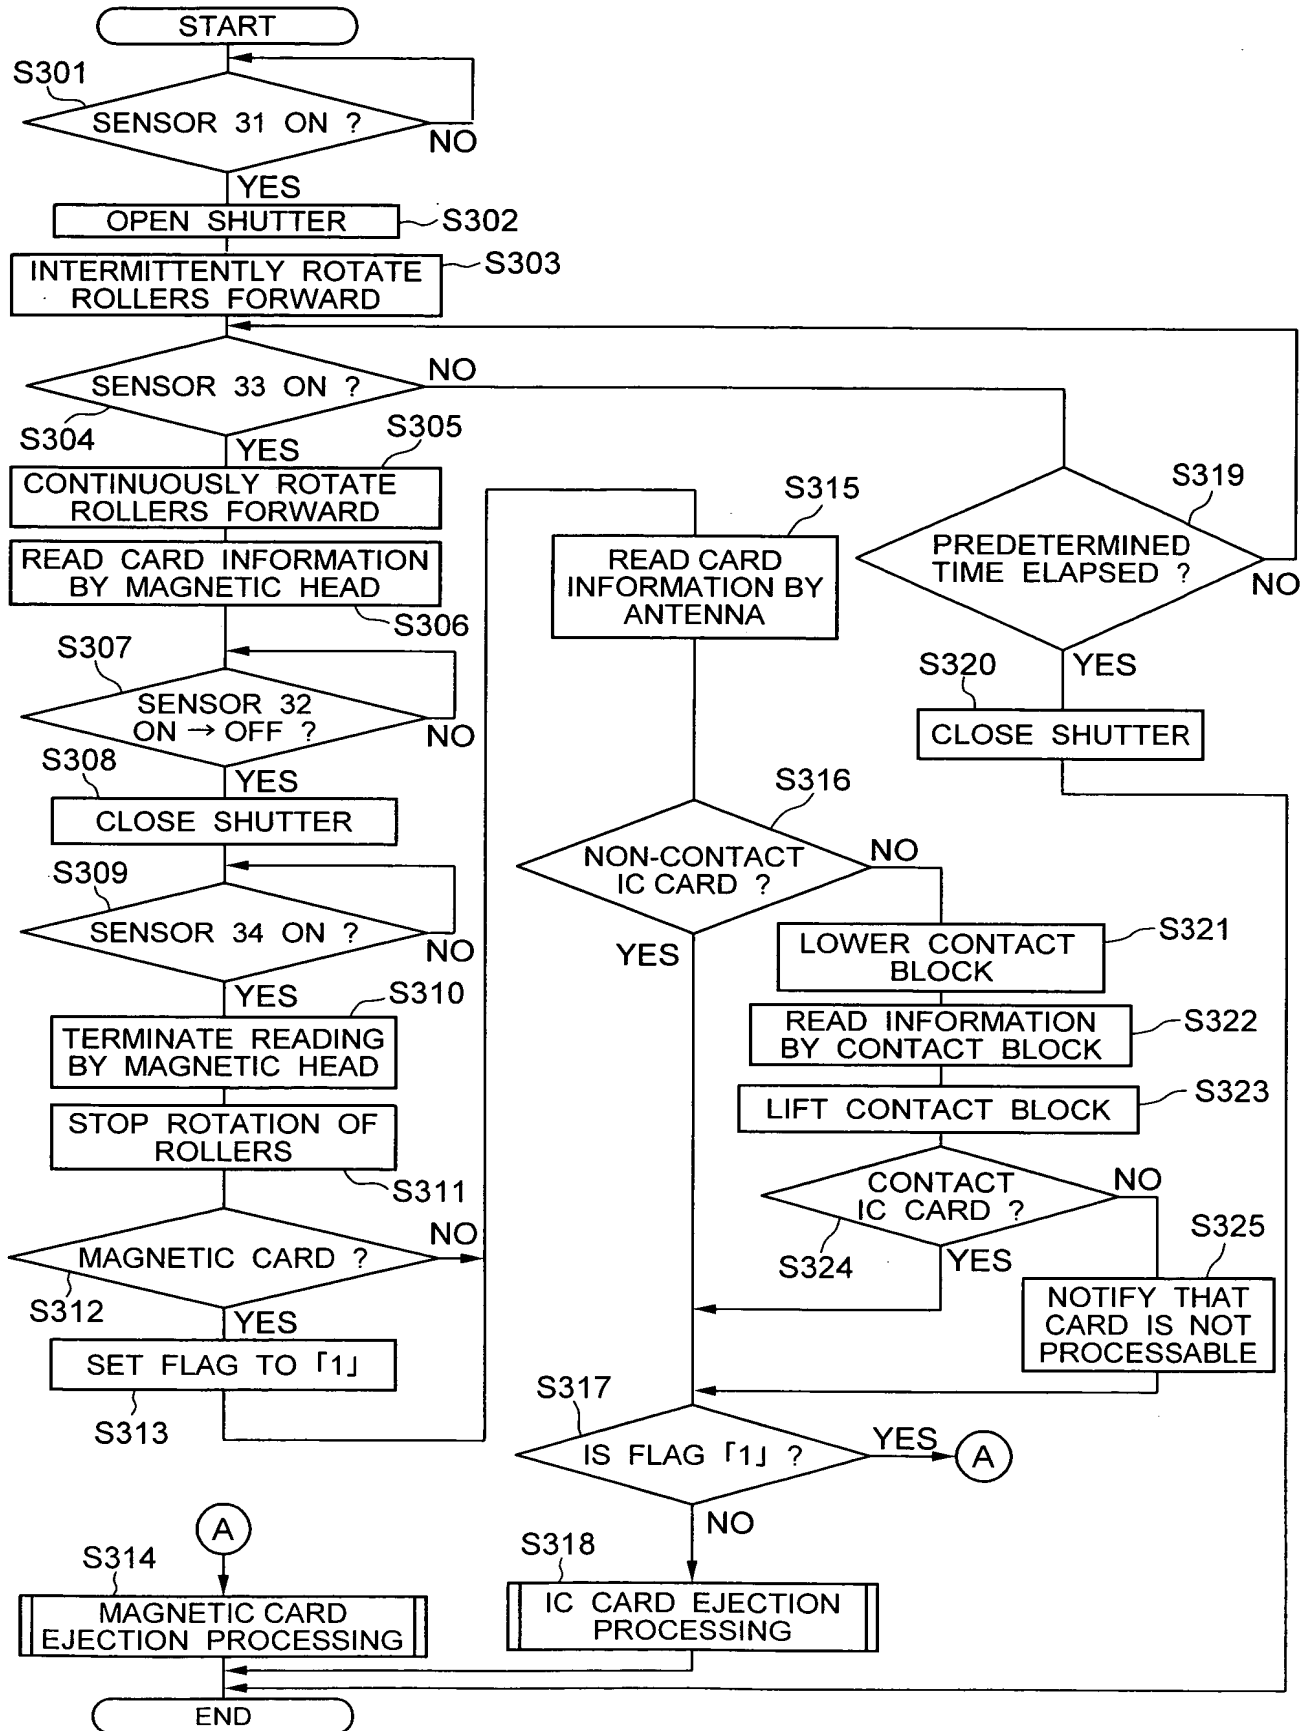 START
S301
SENSOR 31 ON ?
NO
YES
OPEN SHUTTER
S302
INTERMITTENTLY ROTATE
ROLLERS FORWARD
S303
SENSOR 33 ON ?
NO
S304
YES
S305
CONTINUOUSLY ROTATE
ROLLERS FORWARD
READ CARD INFORMATION
BY MAGNETIC HEAD
S306
S307
SENSOR 32
ON → OFF ?
NO
YES
S308
CLOSE SHUTTER
S309
SENSOR 34 ON ?
NO
YES
S310
TERMINATE READING
BY MAGNETIC HEAD
STOP ROTATION OF
ROLLERS
S311
MAGNETIC CARD ?
NO
S312
YES
SET FLAG TO ｢1｣
S313
A
S314
MAGNETIC CARD
EJECTION PROCESSING
END
S315
READ CARD
INFORMATION BY
ANTENNA
S316
NON-CONTACT
IC CARD ?
NO
YES
S317
IS FLAG ｢1｣ ?
YES
A
NO
S318
IC CARD EJECTION
PROCESSING
S319
PREDETERMINED
TIME ELAPSED ?
NO
YES
S320
CLOSE SHUTTER
LOWER CONTACT
BLOCK
S321
READ INFORMATION
BY CONTACT BLOCK
S322
LIFT CONTACT BLOCK
S323
CONTACT
IC CARD ?
NO
S324
YES
S325
NOTIFY THAT
CARD IS NOT
PROCESSABLE